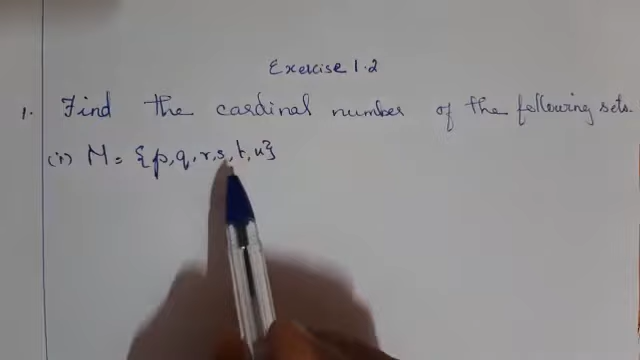 Exercise 1.2
1. Find the cardinal number of the following sets.
(i) M = {p, q, r, s, t, u}